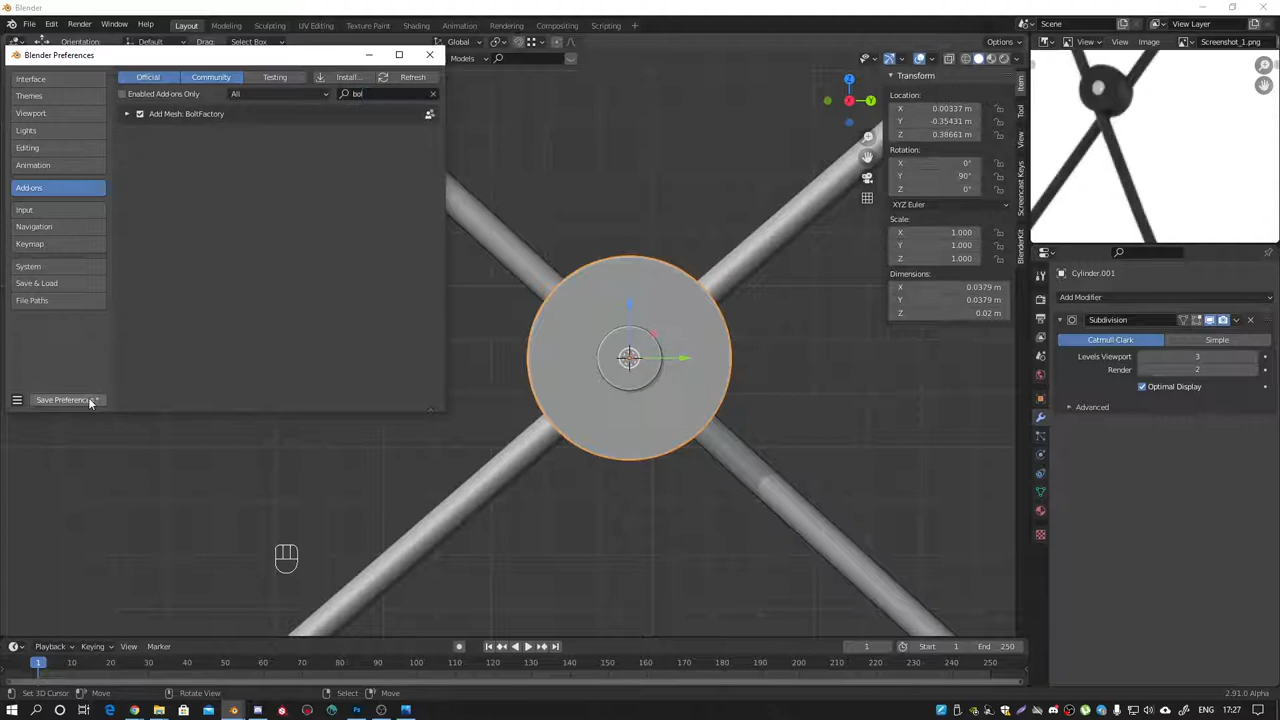 Blender
File Edit Render Window Help Layout Modeling Sculpting UV Editing Texture Paint Shading Animation Rendering Compositing Scripting + Scene View Layer
Orientation: Default Drag: Select Box Global Options View Image Screenshot_1.png
Blender Preferences
Models
Interface Official Community Testing Install... Refresh
Themes Enabled Add-ons Only All bol
Viewport Add Mesh: BoltFactory
Lights
Editing
Animation
Add-ons
Input
Navigation
Keymap
System
Save & Load
File Paths
Save Preferences *
Z
X Y
Transform
Location:
X 0.00337 m
Y -0.35431 m
Z 0.38661 m
Rotation:
X 0°
Y 90°
Z 0°
XYZ Euler
Scale:
X 1.000
Y 1.000
Z 1.000
Dimensions:
X 0.0379 m
Y 0.0379 m
Z 0.02 m
Item
Tool
View
Screencast Keys
BlenderKit
Cylinder.001
Add Modifier
Subdivision
Catmull Clark Simple
Levels Viewport 3
Render 2
Optimal Display
Advanced
Playback Keying View Marker 1 Start 1 End 250
1 10 20 30 40 50 60 70 80 90 100 110 120 130 140 150 160 170 180 190 200 210 220 230 240 250
Set 3D Cursor Move Rotate View Select Move 2.91.0 Alpha
ENG 17:27